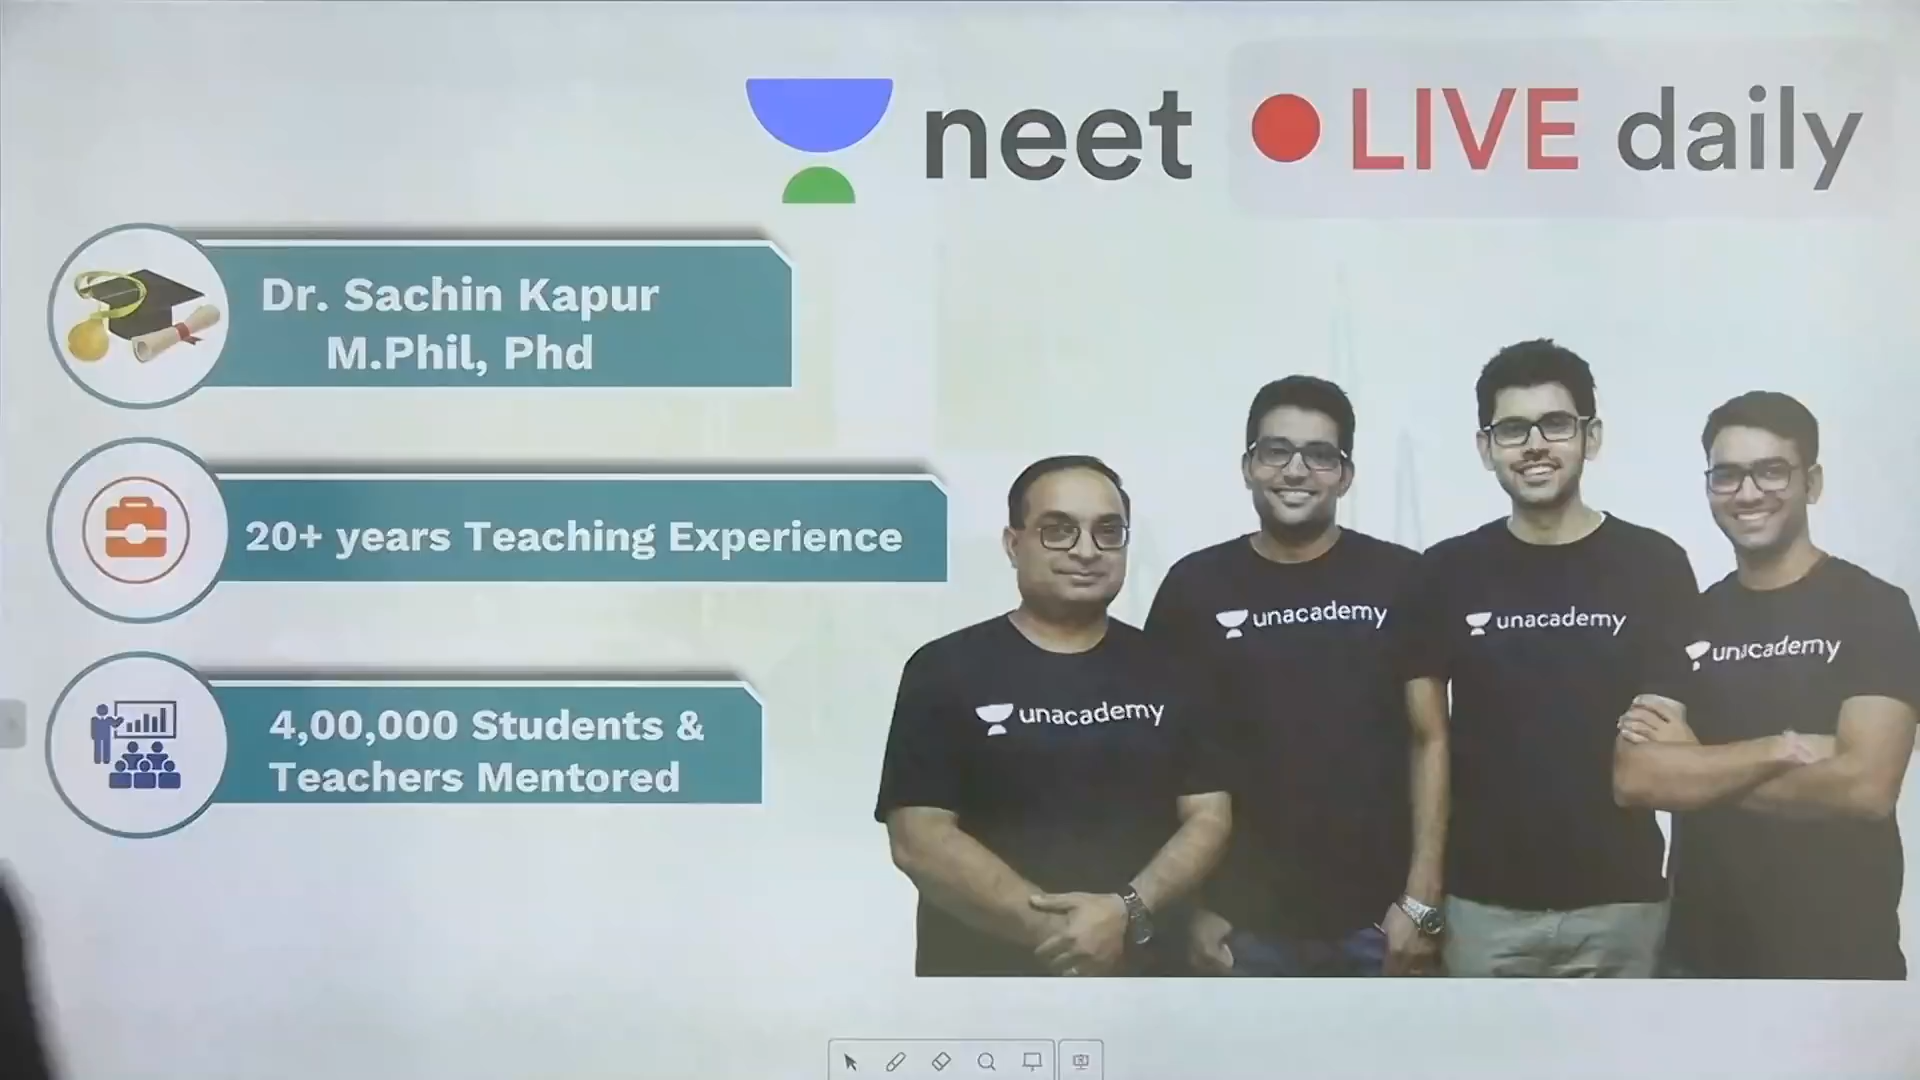 neet LIVE daily
Dr. Sachin Kapur
M.Phil, Phd
20+ years Teaching Experience
4,00,000 Students &
Teachers Mentored
unacademy
unacademy
unacademy
unacademy